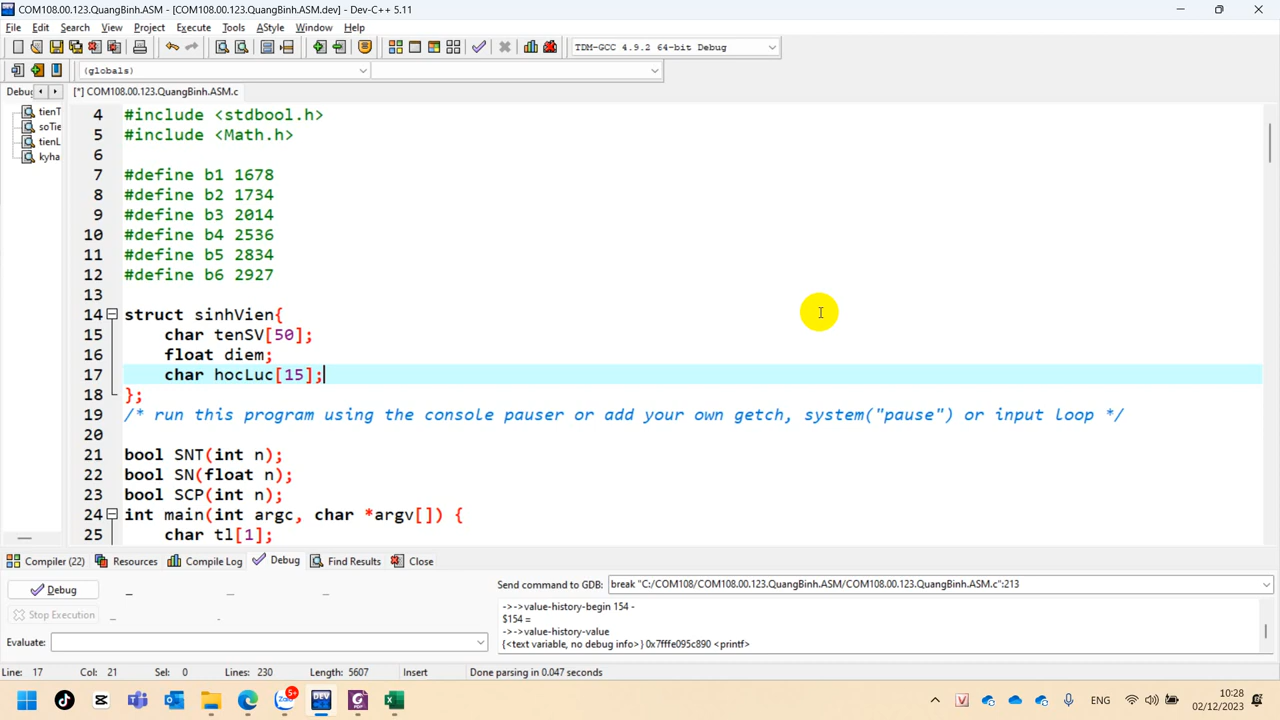 COM108.00.123.QuangBinh.ASM - [COM108.00.123.QuangBinh.ASM.dev] - Dev-C++ 5.11
File Edit Search View Project Execute Tools AStyle Window Help
TDM-GCC 4.9.2 64-bit Debug
(globals)
Debug [*] COM108.00.123.QuangBinh.ASM.c
tienT
soTie
tienL
kyha
4 #include <stdbool.h>
5 #include <Math.h>
6
7 #define b1 1678
8 #define b2 1734
9 #define b3 2014
10 #define b4 2536
11 #define b5 2834
12 #define b6 2927
13
14 struct sinhVien{
15 char tenSV[50];
16 float diem;
17 char hocLuc[15];
18 };
19 /* run this program using the console pauser or add your own getch, system("pause") or input loop */
20
21 bool SNT(int n);
22 bool SN(float n);
23 bool SCP(int n);
24 int main(int argc, char *argv[]) {
25 char tl[1];
Compiler (22) Resources Compile Log Debug Find Results Close
Debug
Stop Execution
Evaluate:
Send command to GDB: break "C:/COM108/COM108.00.123.QuangBinh.ASM/COM108.00.123.QuangBinh.ASM.c":213
->->value-history-begin 154 -
$154 =
->->value-history-value
{<text variable, no debug info>} 0x7fffe095c890 <printf>
Line: 17 Col: 21 Sel: 0 Lines: 230 Length: 5607 Insert Done parsing in 0.047 seconds
Zalo 5+ DEV PDF V ENG 10:28
02/12/2023